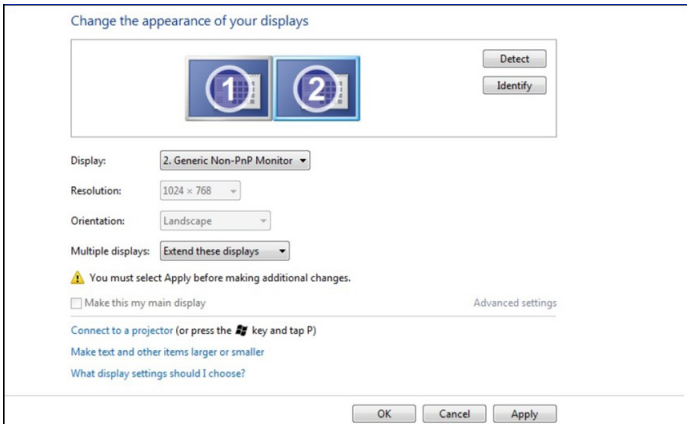 Change the appearance of your displays
1
2
Detect
Identify
Display:
2. Generic Non-PnP Monitor
Resolution:
1024 × 768
Orientation:
Landscape
Multiple displays:
Extend these displays
You must select Apply before making additional changes.
Make this my main display
Advanced settings
Connect to a projector (or press the key and tap P)
Make text and other items larger or smaller
What display settings should I choose?
OK
Cancel
Apply